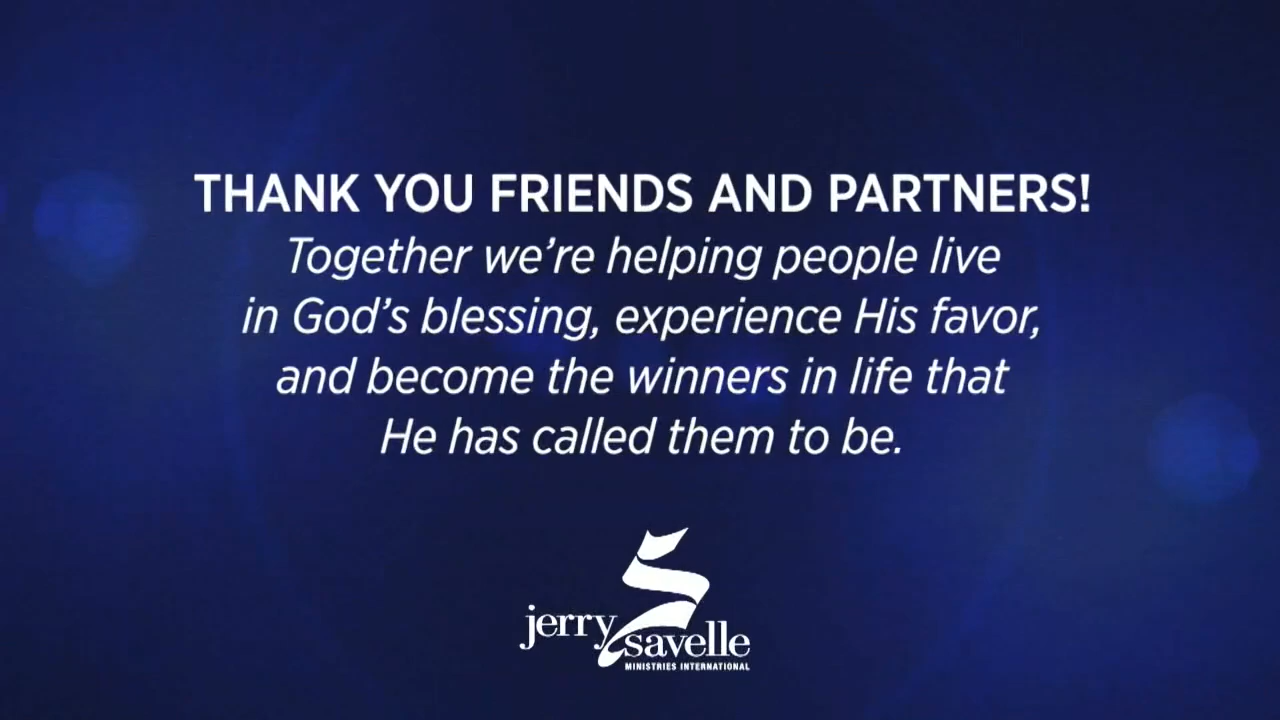 THANK YOU FRIENDS AND PARTNERS!
Together we’re helping people live
in God’s blessing, experience His favor,
and become the winners in life that
He has called them to be.
jerry savelle
MINISTRIES INTERNATIONAL